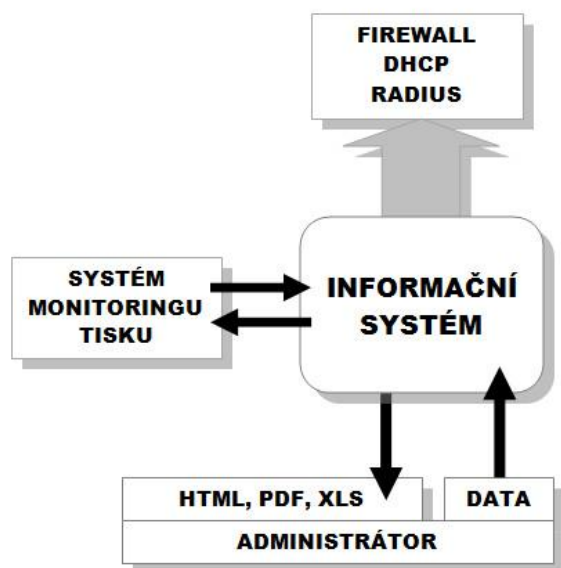 FIREWALL
DHCP
RADIUS
SYSTÉM
MONITORINGU
TISKU
INFORMAČNÍ
SYSTÉM
HTML, PDF, XLS
DATA
ADMINISTRÁTOR